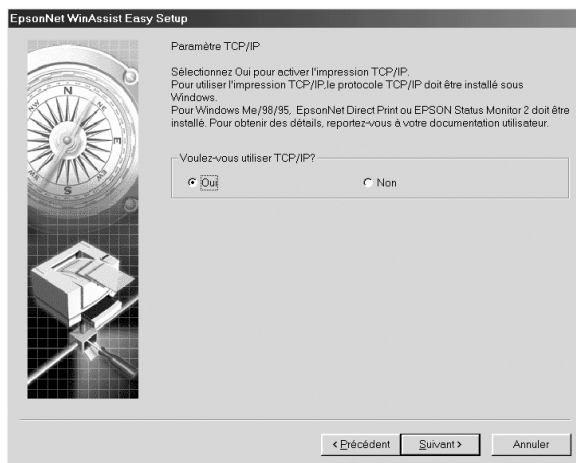 EpsonNet WinAssist Easy Setup
Paramètre TCP/IP
Sélectionnez Oui pour activer l'impression TCP/IP.
Pour utiliser l'impression TCP/IP,le protocole TCP/IP doit être installé sous
Windows.
Pour Windows Me/98/95, EpsonNet Direct Print ou EPSON Status Monitor 2 doit être
installé. Pour obtenir des détails, reportez-vous à votre documentation utilisateur.
Voulez-vous utiliser TCP/IP?
Oui Non
N
NW
NE
W
E
S
< Précédent Suivant > Annuler